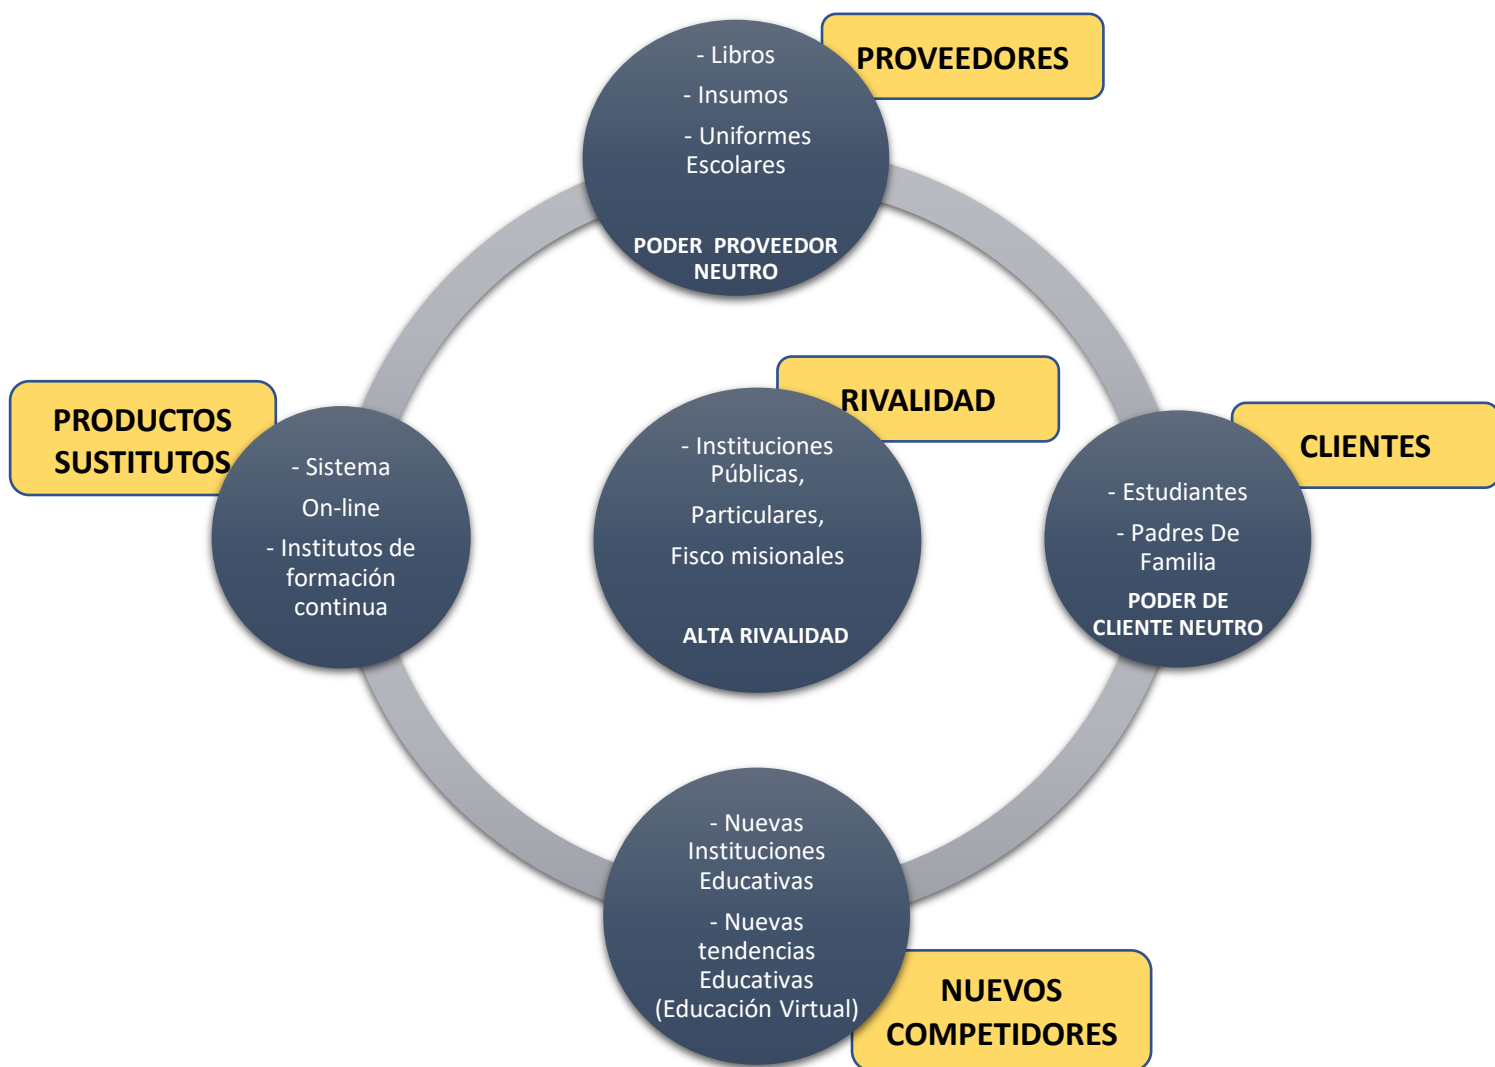 PROVEEDORES
- Libros
- Insumos
- Uniformes
Escolares
PODER PROVEEDOR
NEUTRO
PRODUCTOS
SUSTITUTOS
- Sistema
On-line
- Institutos de
formación
continua
RIVALIDAD
- Instituciones
Públicas,
Particulares,
Fisco misionales
ALTA RIVALIDAD
CLIENTES
- Estudiantes
- Padres De
Familia
PODER DE
CLIENTE NEUTRO
- Nuevas
Instituciones
Educativas
- Nuevas
tendencias
Educativas
(Educación Virtual)
NUEVOS
COMPETIDORES